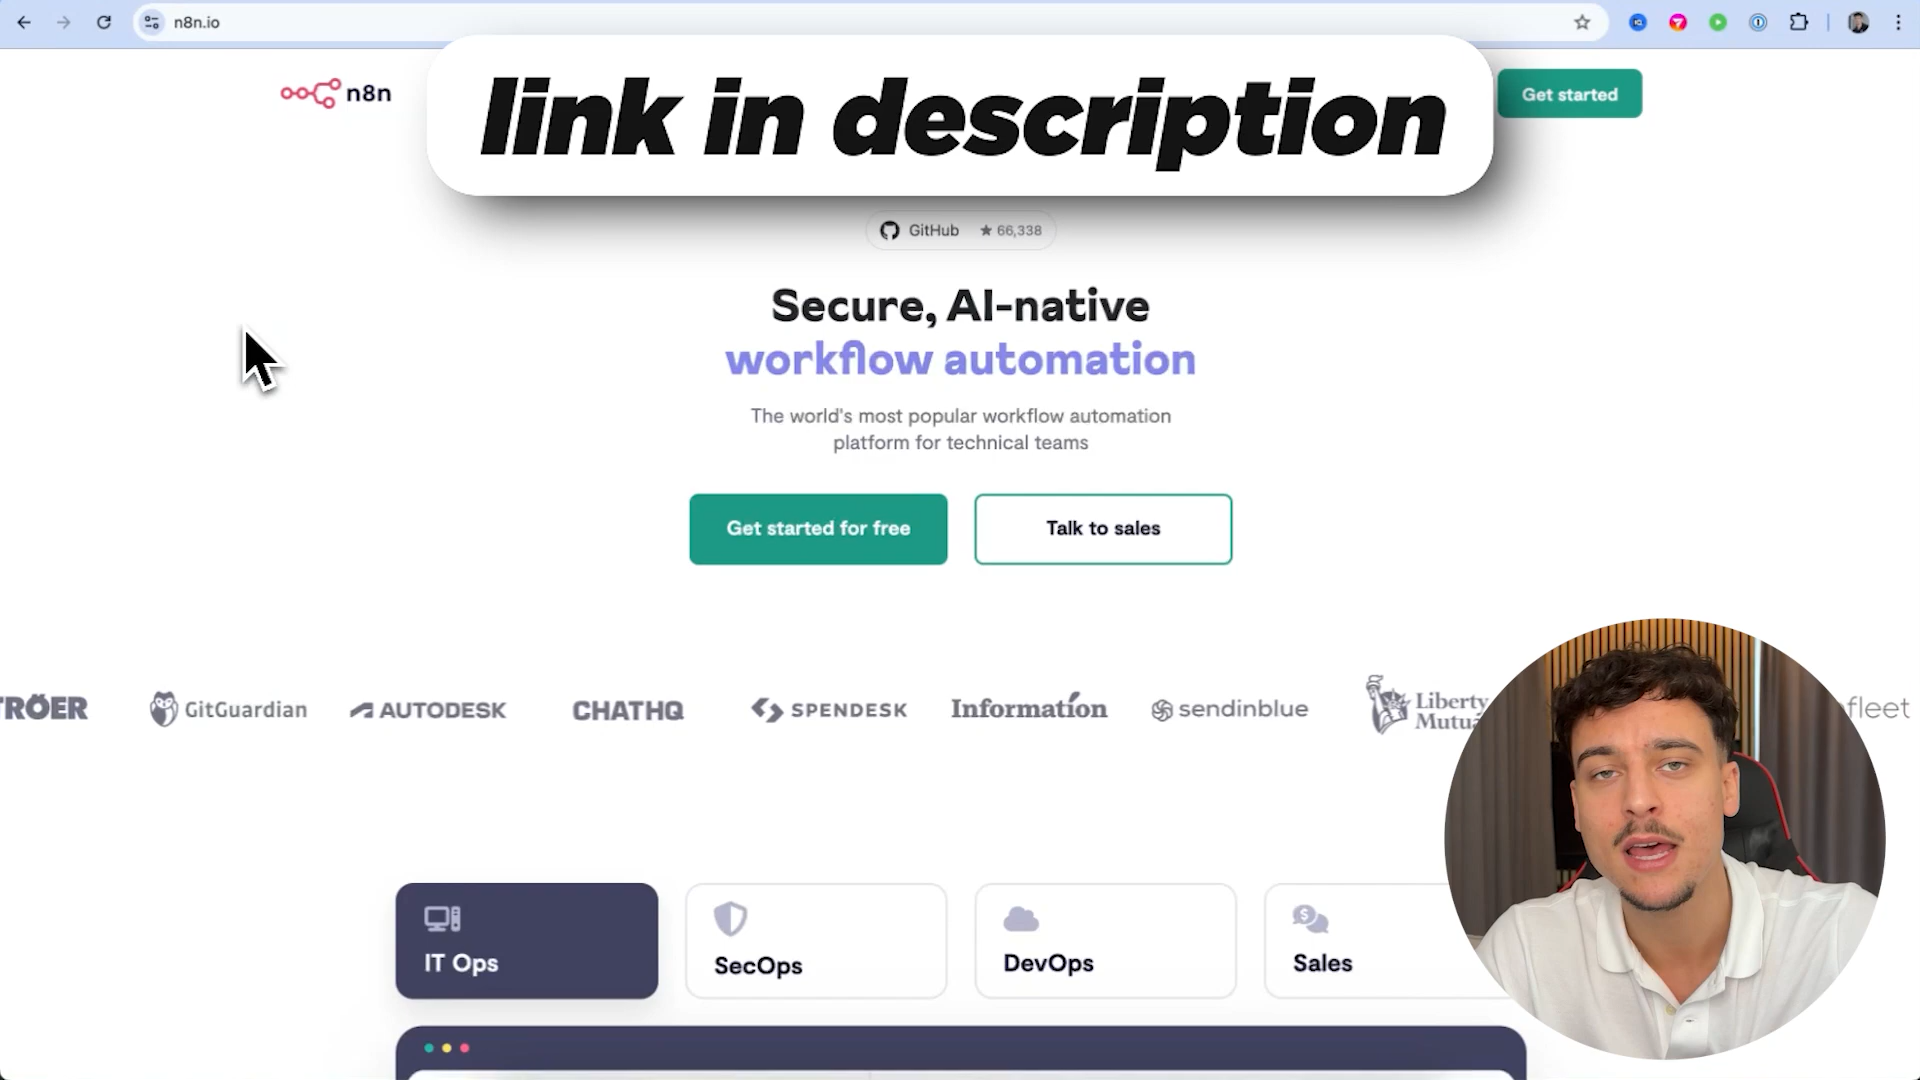 n8n.io
n8n
link in description
Get started
GitHub ★ 66,338
Secure, AI-native
workflow automation
The world's most popular workflow automation
platform for technical teams
Get started for free
Talk to sales
TRÖER
GitGuardian
AUTODESK
CHATHQ
SPENDESK
Information
sendinblue
Liberty
Mutu
fleet
IT Ops
SecOps
DevOps
Sales